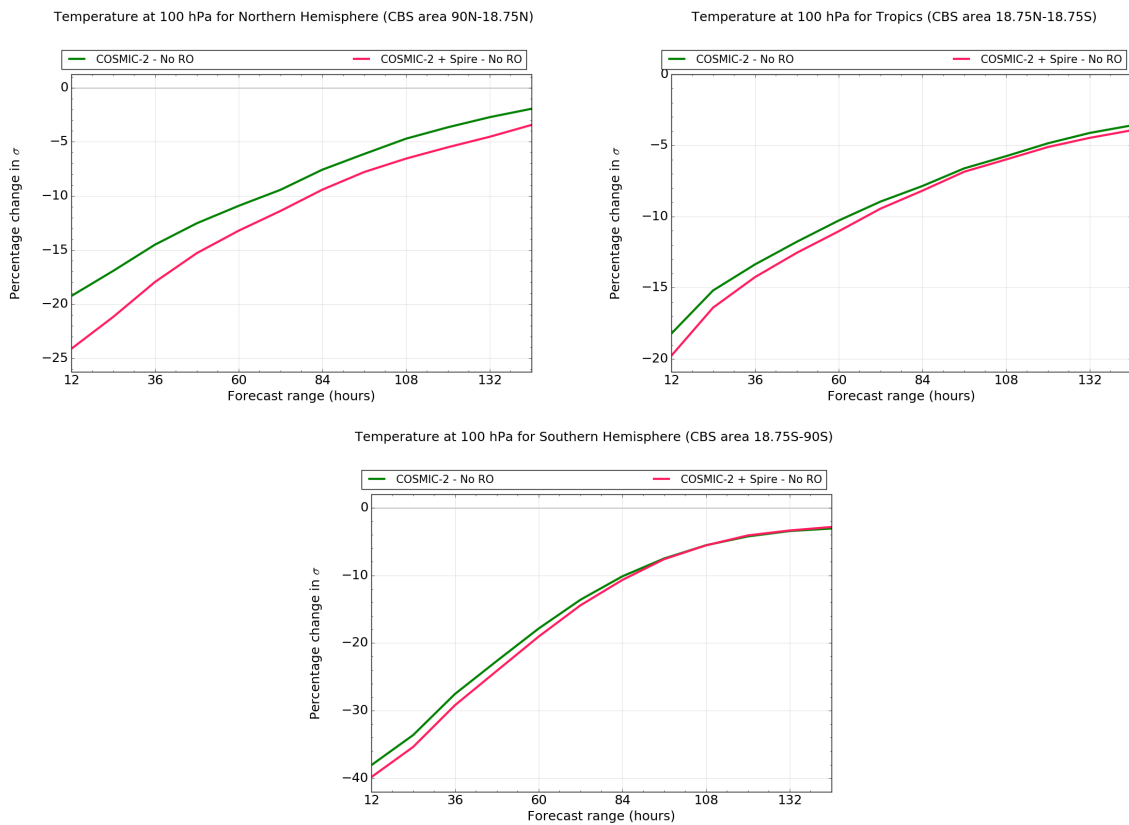 Temperature at 100 hPa for Northern Hemisphere (CBS area 90N-18.75N)
COSMIC-2 - No RO
COSMIC-2 + Spire - No RO
0
−5
−10
−15
−20
−25
Percentage change in σ
12 36 60 84 108 132
Forecast range (hours)
Temperature at 100 hPa for Tropics (CBS area 18.75N-18.75S)
COSMIC-2 - No RO
COSMIC-2 + Spire - No RO
0
−5
−10
−15
−20
Percentage change in σ
12 36 60 84 108 132
Forecast range (hours)
Temperature at 100 hPa for Southern Hemisphere (CBS area 18.75S-90S)
COSMIC-2 - No RO
COSMIC-2 + Spire - No RO
0
−10
−20
−30
−40
Percentage change in σ
12 36 60 84 108 132
Forecast range (hours)